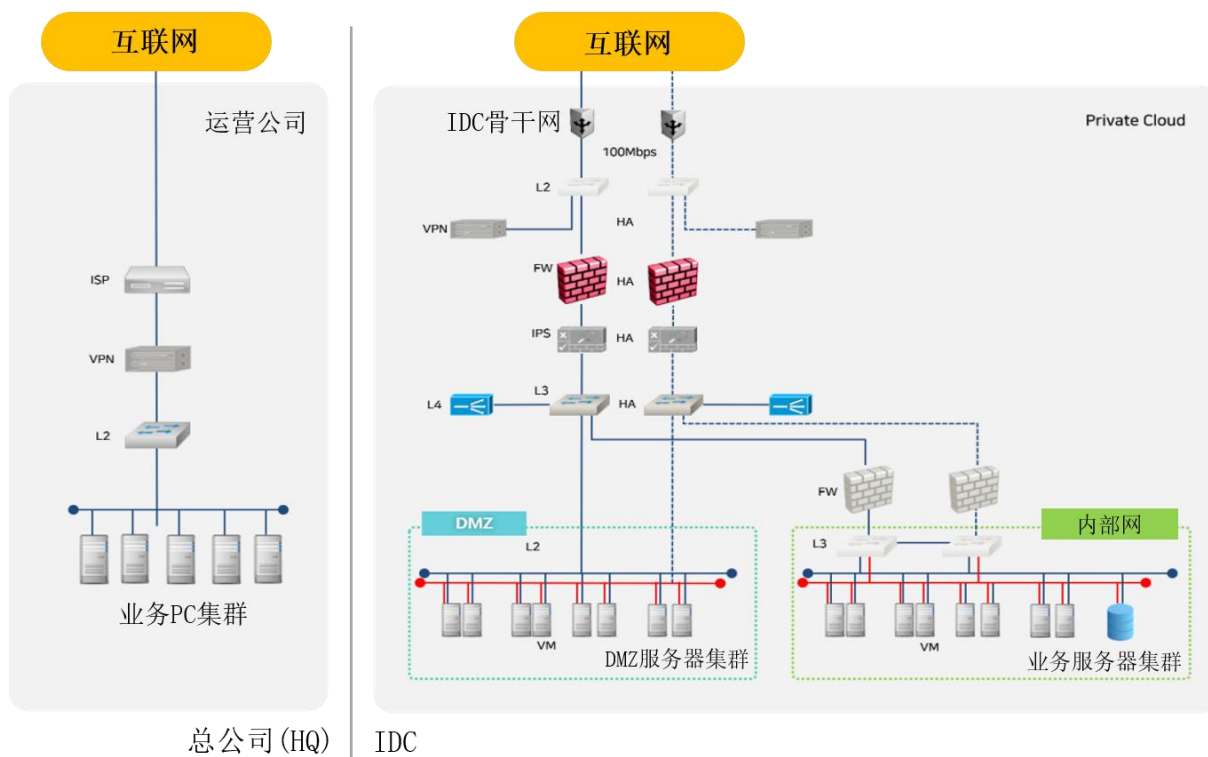 互联网
运营公司
ISP
VPN
L2
业务PC集群
总公司(HQ)
互联网
IDC骨干网
Private Cloud
100Mbps
L2
VPN
HA
FW
HA
IPS
HA
L3
L4
HA
FW
DMZ
L2
VM
DMZ服务器集群
内部网
L3
VM
业务服务器集群
IDC